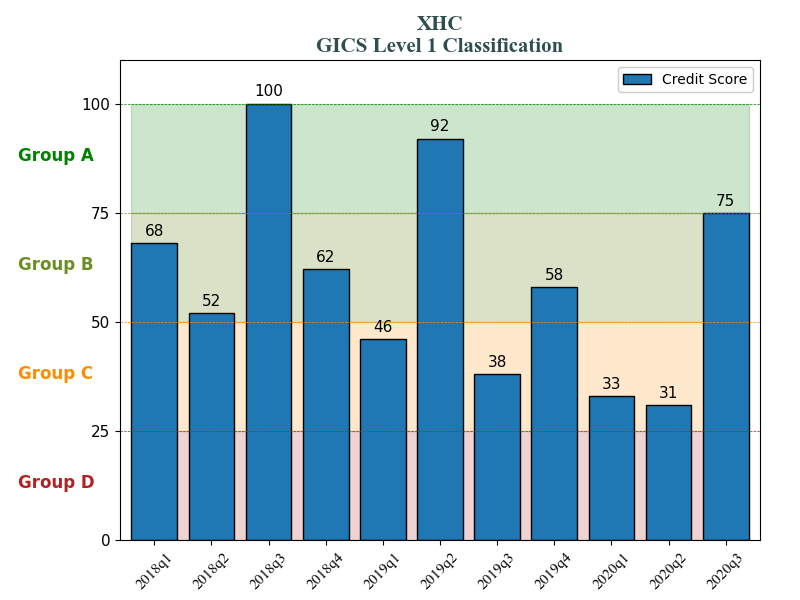 XHC
GICS Level 1 Classification
Credit Score
100
75
50
25
0
Group A
Group B
Group C
Group D
68
52
100
62
46
92
38
58
33
31
75
2018q1
2018q2
2018q3
2018q4
2019q1
2019q2
2019q3
2019q4
2020q1
2020q2
2020q3